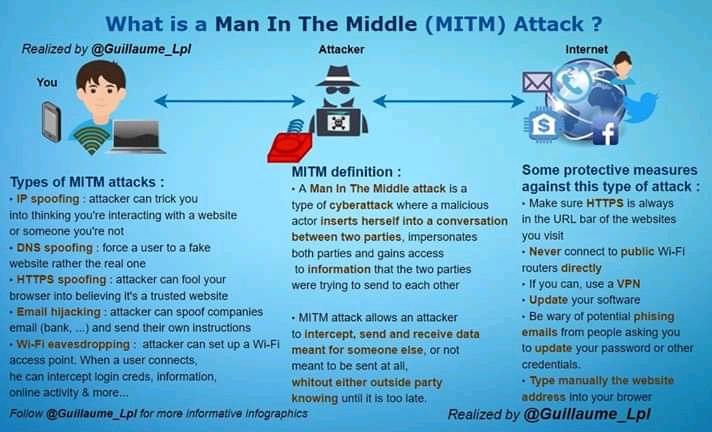 What is a Man In The Middle (MITM) Attack ?
Realized by @Guillaume_Lpl
Attacker
Internet
You
Types of MITM attacks :
• IP spoofing : attacker can trick you
into thinking you're interacting with a website
or someone you're not
• DNS spoofing : force a user to a fake
website rather the real one
• HTTPS spoofing : attacker can fool your
browser into believing it's a trusted website
• Email hijacking : attacker can spoof companies
email (bank, ...) and send their own instructions
• Wi-Fi eavesdropping : attacker can set up a Wi-Fi
access point. When a user connects,
he can intercept login creds, information,
online activity & more...
Follow @Guillaume_Lpl for more informative infographics
MITM definition :
• A Man In The Middle attack is a
type of cyberattack where a malicious
actor inserts herself into a conversation
between two parties, impersonates
both parties and gains access
to information that the two parties
were trying to send to each other
• MITM attack allows an attacker
to intercept, send and receive data
meant for someone else, or not
meant to be sent at all,
whitout either outside party
knowing until it is too late.
Some protective measures
against this type of attack :
• Make sure HTTPS is always
in the URL bar of the websites
you visit
• Never connect to public Wi-Fi
routers directly
• If you can, use a VPN
• Update your software
• Be wary of potential phising
emails from people asking you
to update your password or other
credentials.
• Type manually the website
address into your brower
Realized by @Guillaume_Lpl